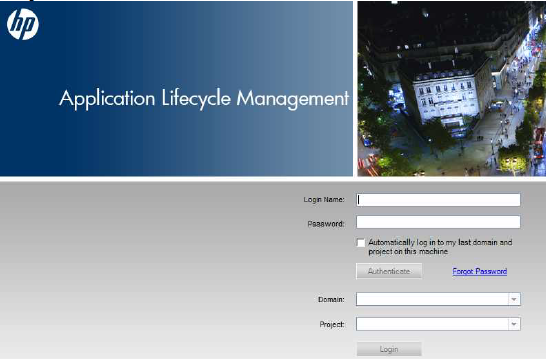 hp
Application Lifecycle Management
Login Name:
Password:
Automatically log in to my last domain and
project on this machine
Authenticate Forgot Password
Domain:
Project:
Login